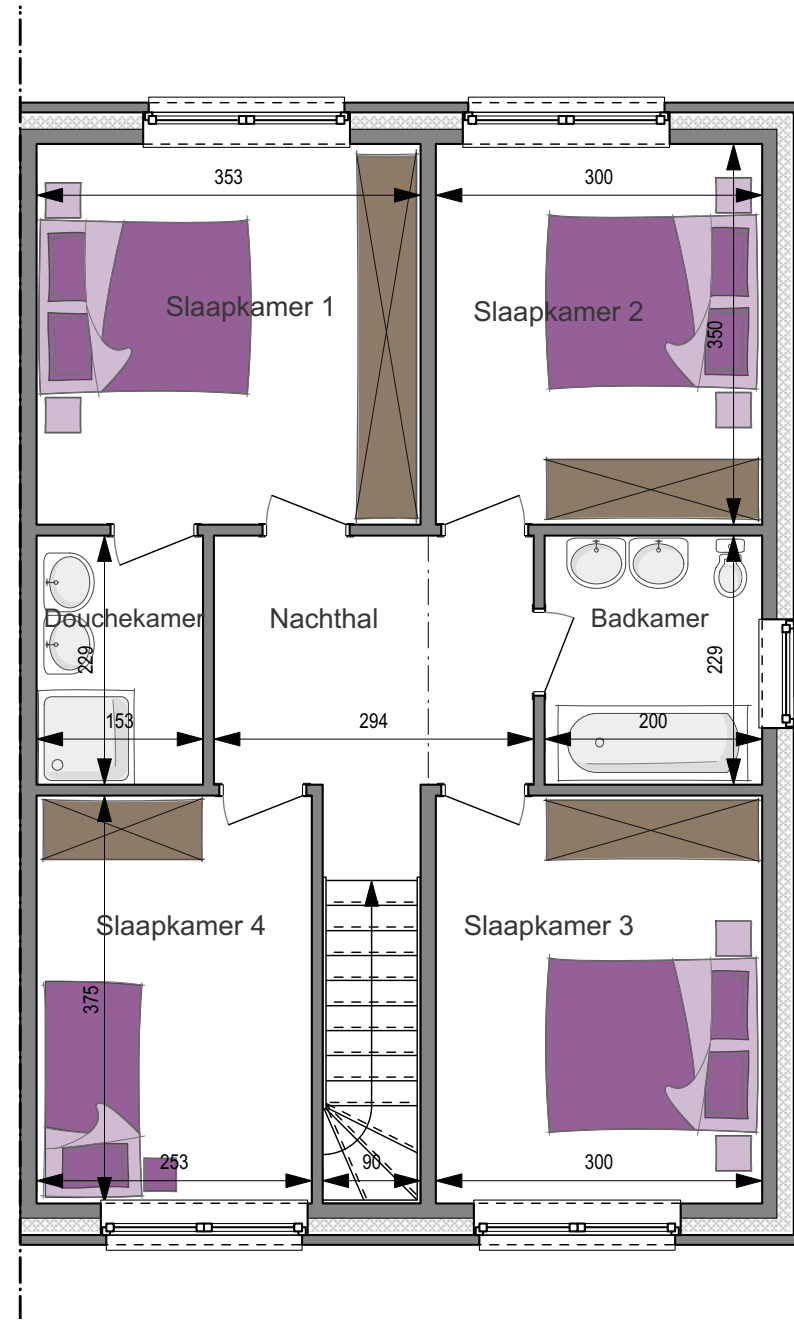 353
300
Slaapkamer 1
Slaapkamer 2
350
Douchekamer
Nachthal
Badkamer
229
229
153
294
200
Slaapkamer 4
Slaapkamer 3
375
253
90
300